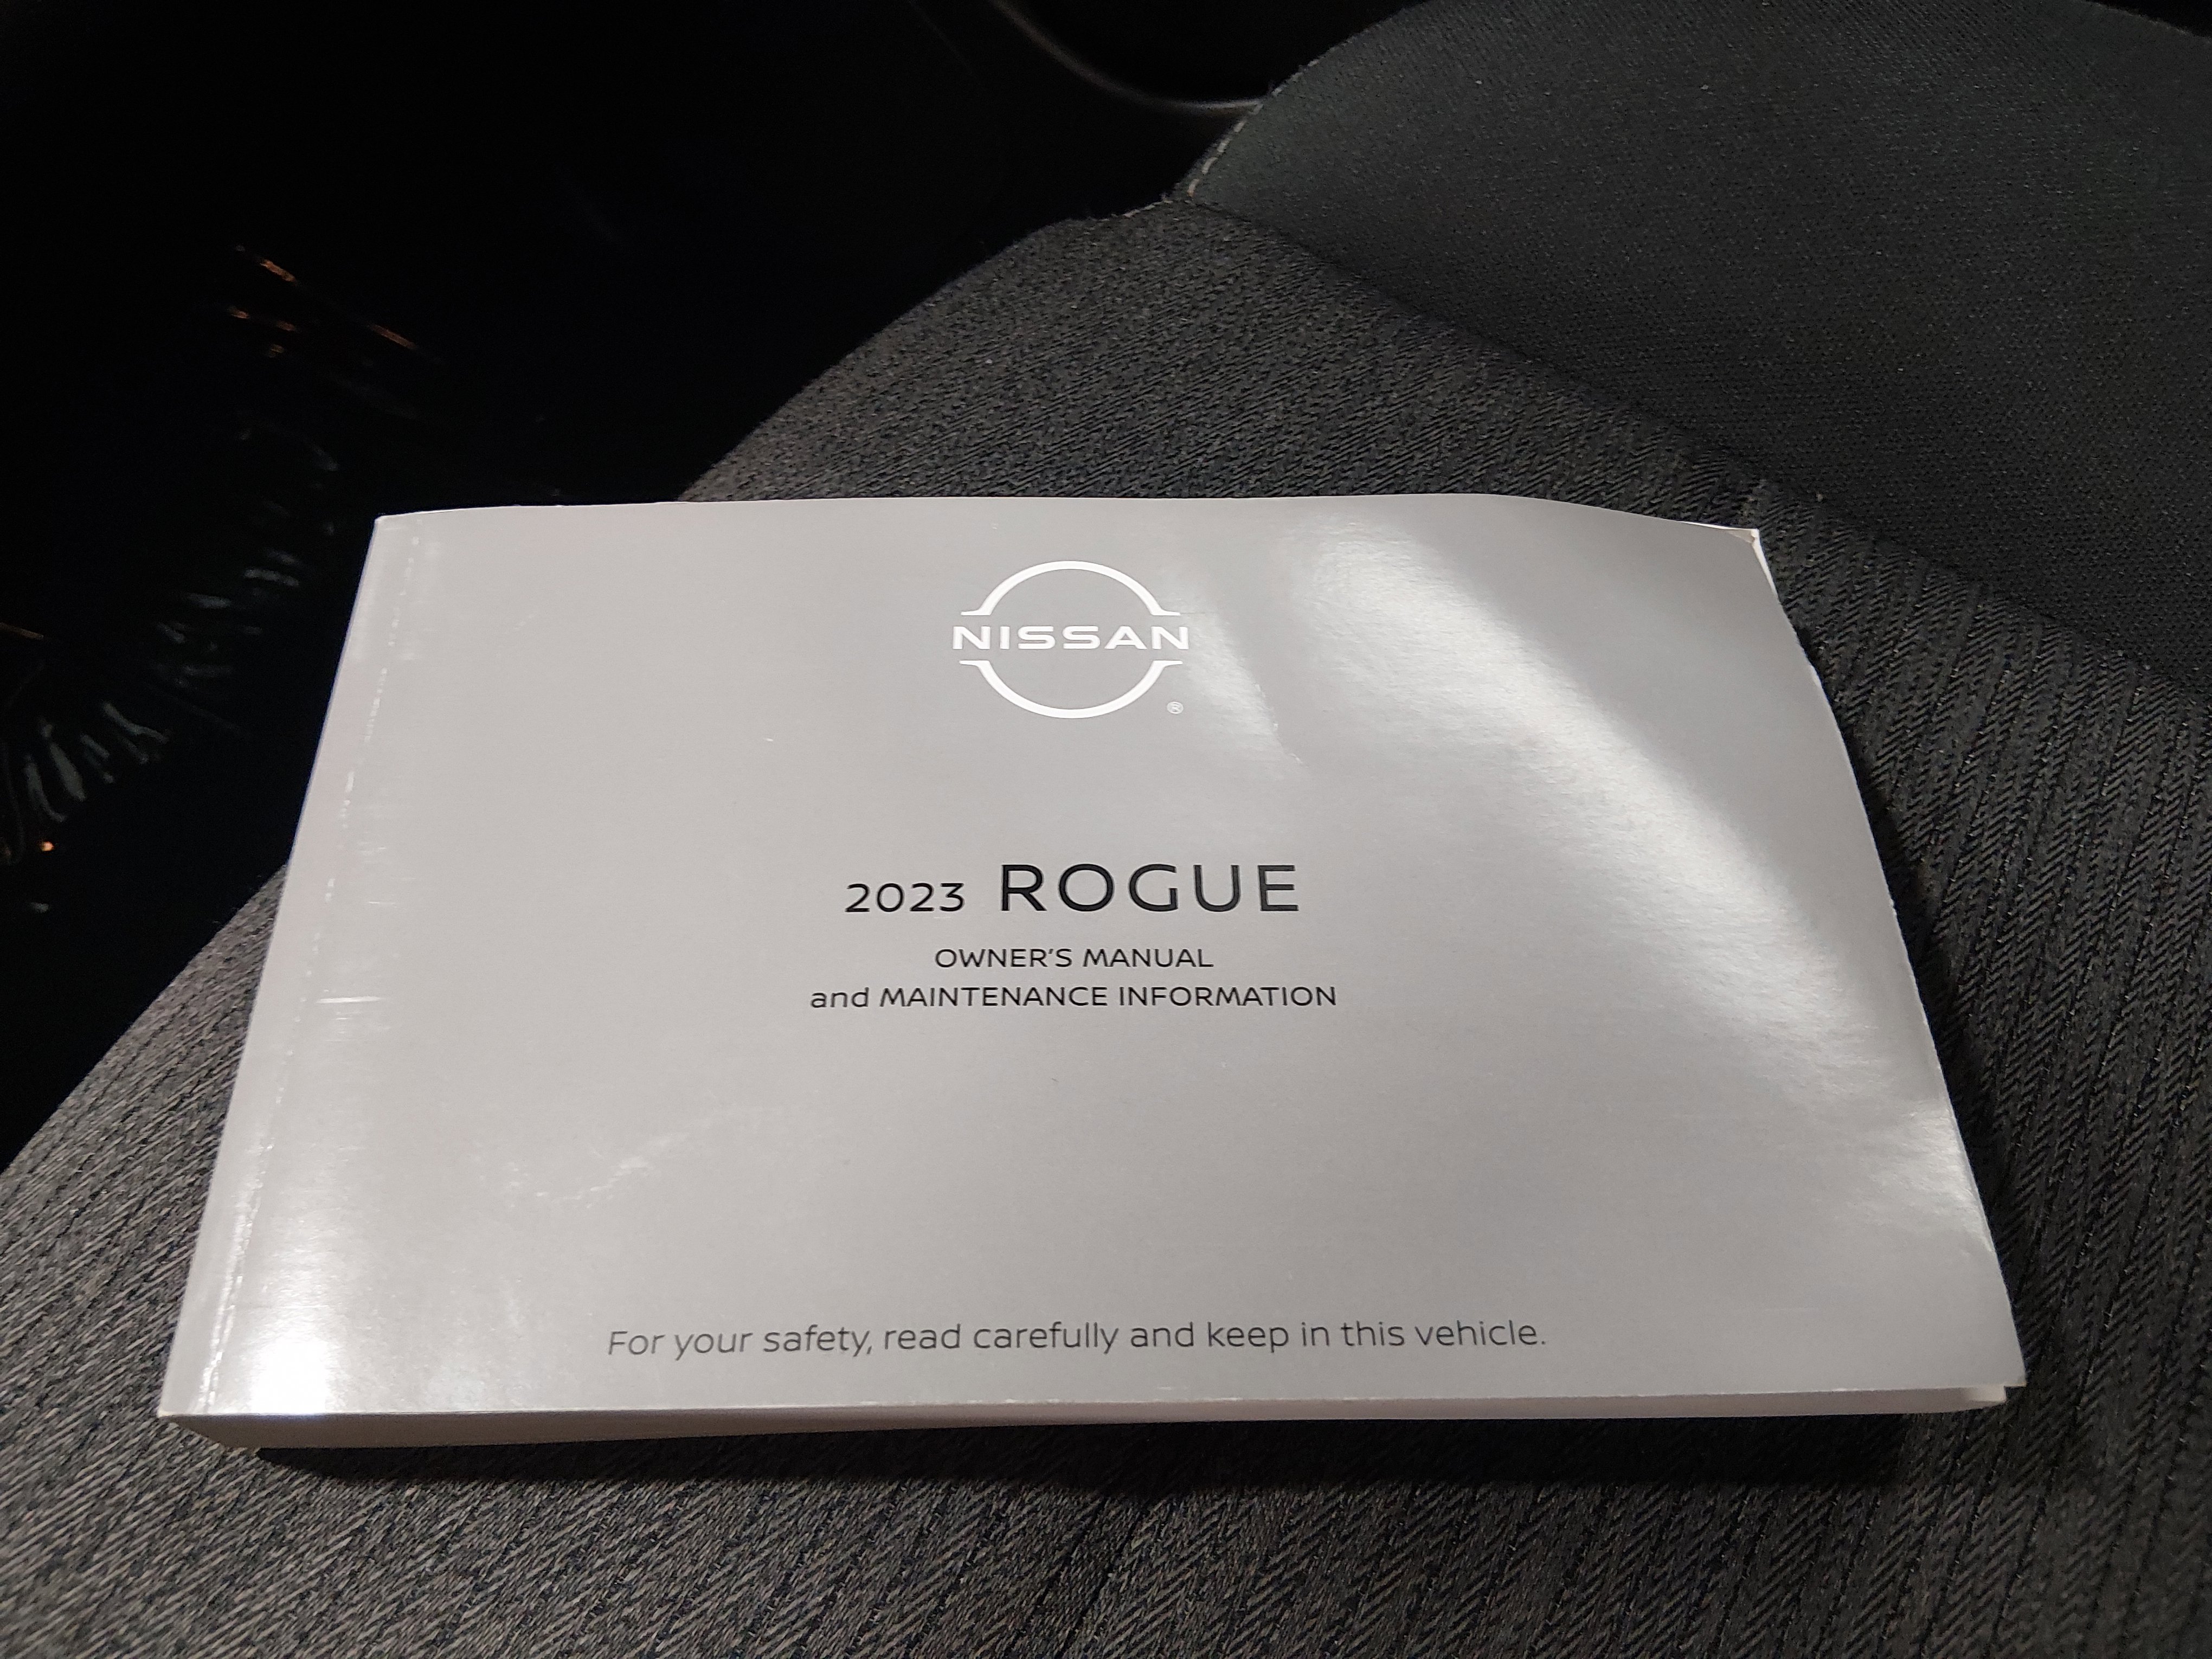 NISSAN
®
2023 ROGUE
OWNER'S MANUAL
and MAINTENANCE INFORMATION
For your safety, read carefully and keep in this vehicle.